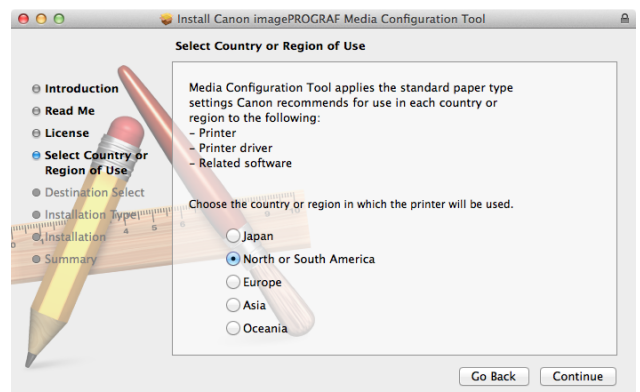 Install Canon imagePROGRAF Media Configuration Tool
Select Country or Region of Use
Introduction
Read Me
License
Select Country or
Region of Use
Destination Select
Installation Type
Installation
Summary
Media Configuration Tool applies the standard paper type
settings Canon recommends for use in each country or
region to the following:
– Printer
– Printer driver
– Related software
Choose the country or region in which the printer will be used.
Japan
North or South America
Europe
Asia
Oceania
Go Back
Continue